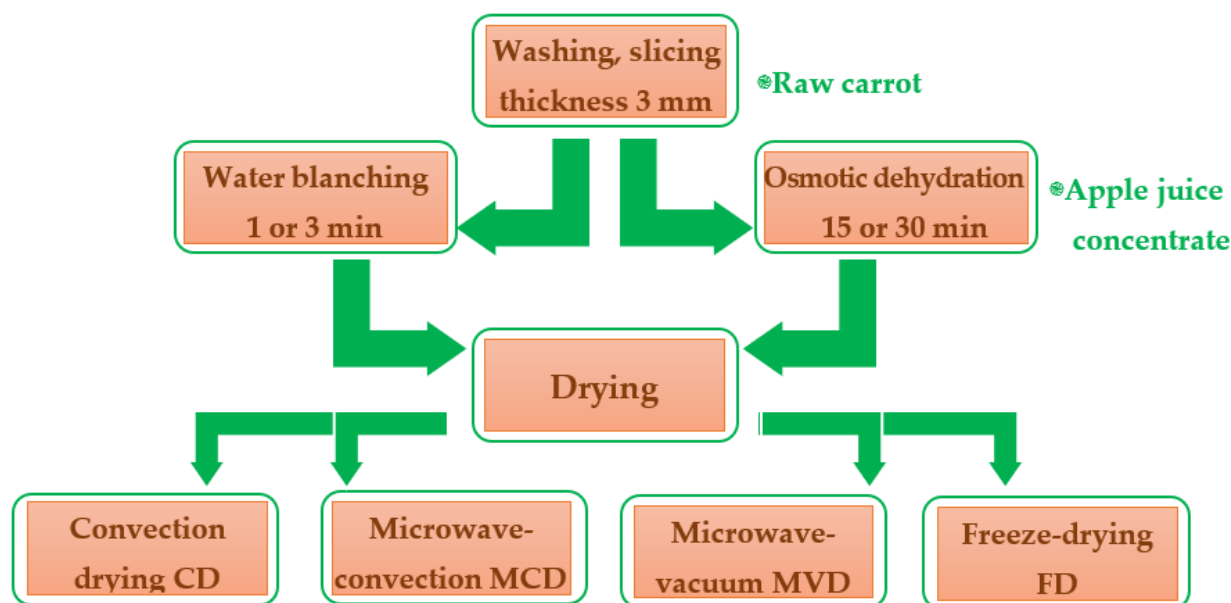 Washing, slicing
thickness 3 mm
Raw carrot
Water blanching
1 or 3 min
Osmotic dehydration
15 or 30 min
Apple juice
concentrate
Drying
Convection
drying CD
Microwave-
convection MCD
Microwave-
vacuum MVD
Freeze-drying
FD